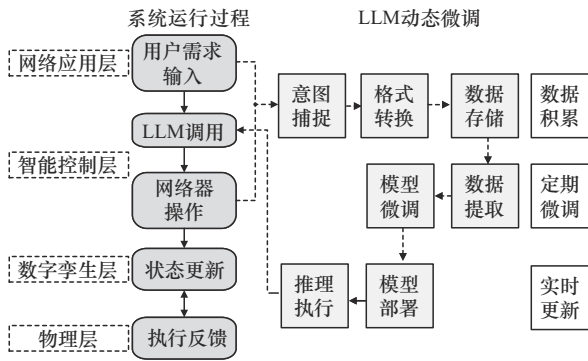 系统运行过程
LLM动态微调
网络应用层
用户需求
输入
意图
捕捉
格式
转换
数据
存储
数据
积累
LLM调用
智能控制层
网络器
操作
模型
微调
数据
提取
定期
微调
数字孪生层
状态更新
推理
执行
模型
部署
实时
更新
物理层
执行反馈